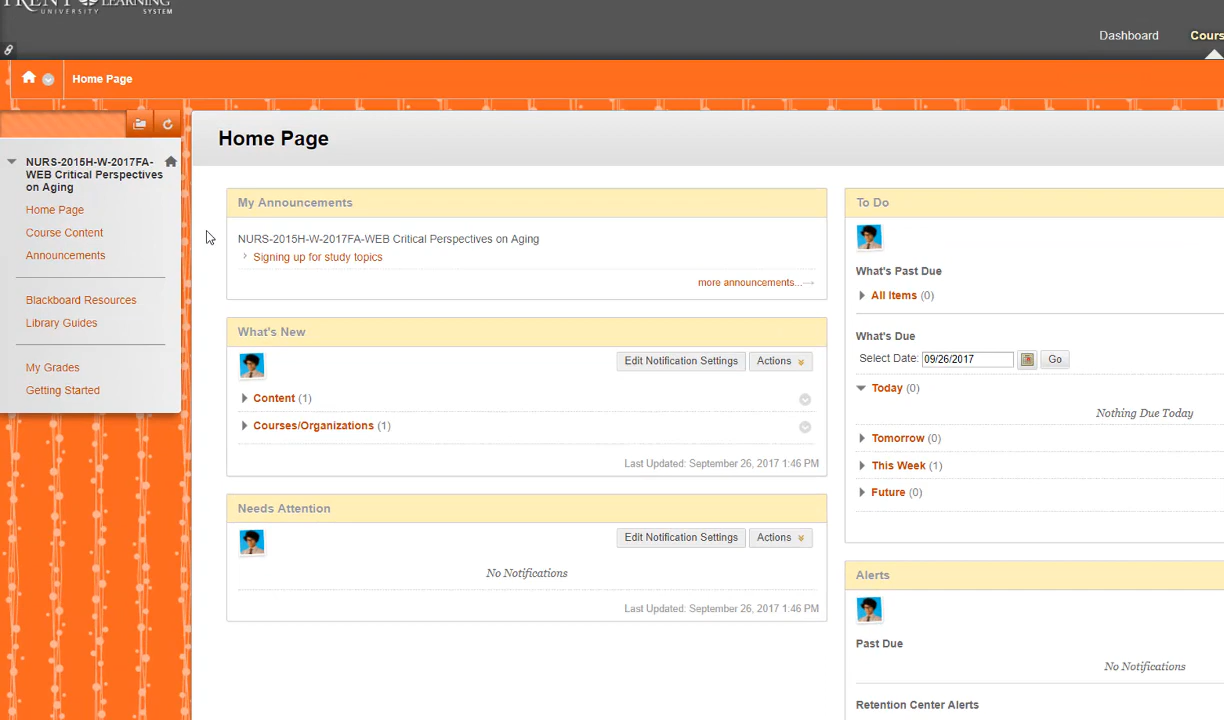 TRENT LEARNING
UNIVERSITY SYSTEM
Dashboard
Home Page
NURS-2015H-W-2017FA-
WEB Critical Perspectives
on Aging
Home Page
Course Content
Announcements
Blackboard Resources
Library Guides
My Grades
Getting Started
Home Page
My Announcements
NURS-2015H-W-2017FA-WEB Critical Perspectives on Aging
Signing up for study topics
more announcements...
What's New
Edit Notification Settings Actions
Content (1)
Courses/Organizations (1)
Last Updated: September 26, 2017 1:46 PM
Needs Attention
Edit Notification Settings Actions
No Notifications
Last Updated: September 26, 2017 1:46 PM
To Do
What's Past Due
All Items (0)
What's Due
Select Date: 09/26/2017 Go
Today (0)
Nothing Due Today
Tomorrow (0)
This Week (1)
Future (0)
Alerts
Past Due
No Notifications
Retention Center Alerts